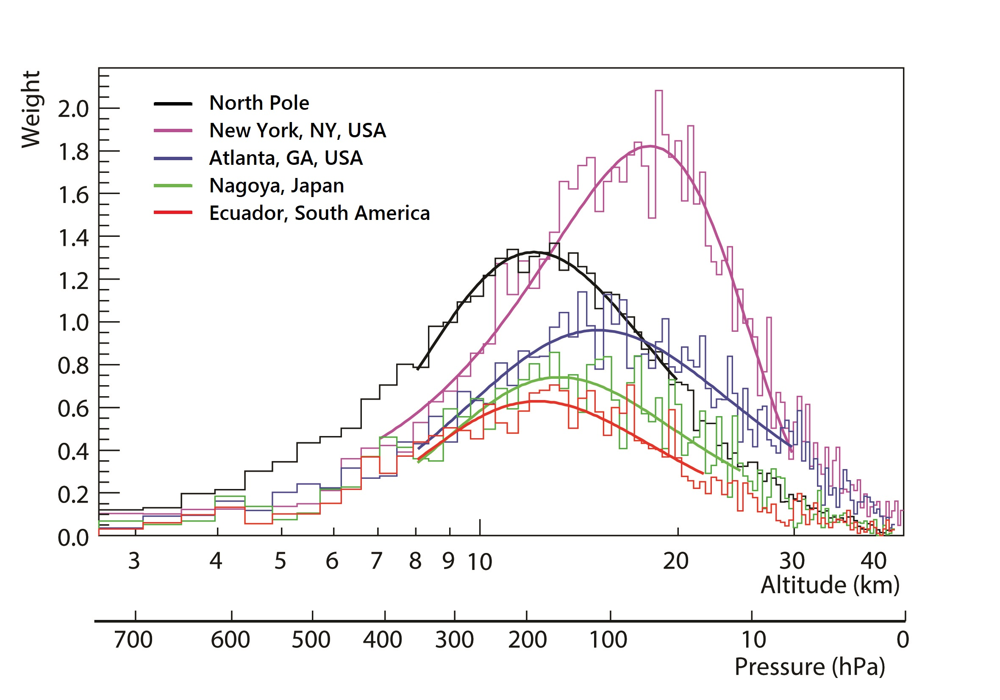 Weight
2.0
1.8
1.6
1.4
1.2
1.0
0.8
0.6
0.4
0.2
0.0
North Pole
New York, NY, USA
Atlanta, GA, USA
Nagoya, Japan
Ecuador, South America
3 4 5 6 7 8 9 10 20 30 40
Altitude (km)
700 600 500 400 300 200 100 10 0
Pressure (hPa)